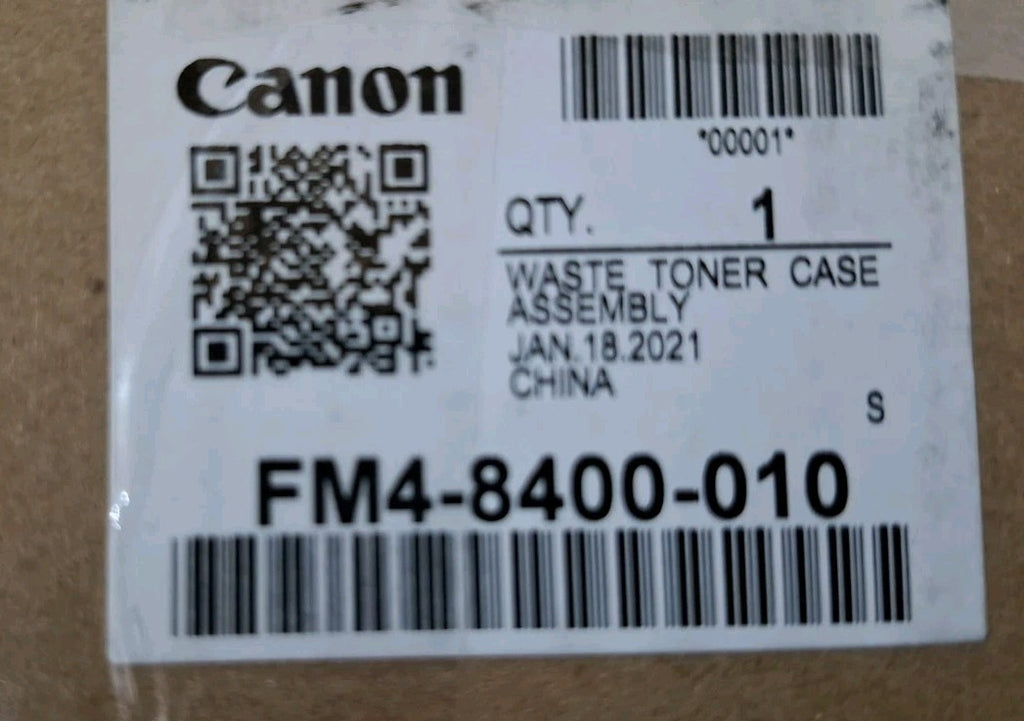 Canon
*00001*
QTY. 1
WASTE TONER CASE
ASSEMBLY
JAN.18.2021
CHINA
S
FM4-8400-010